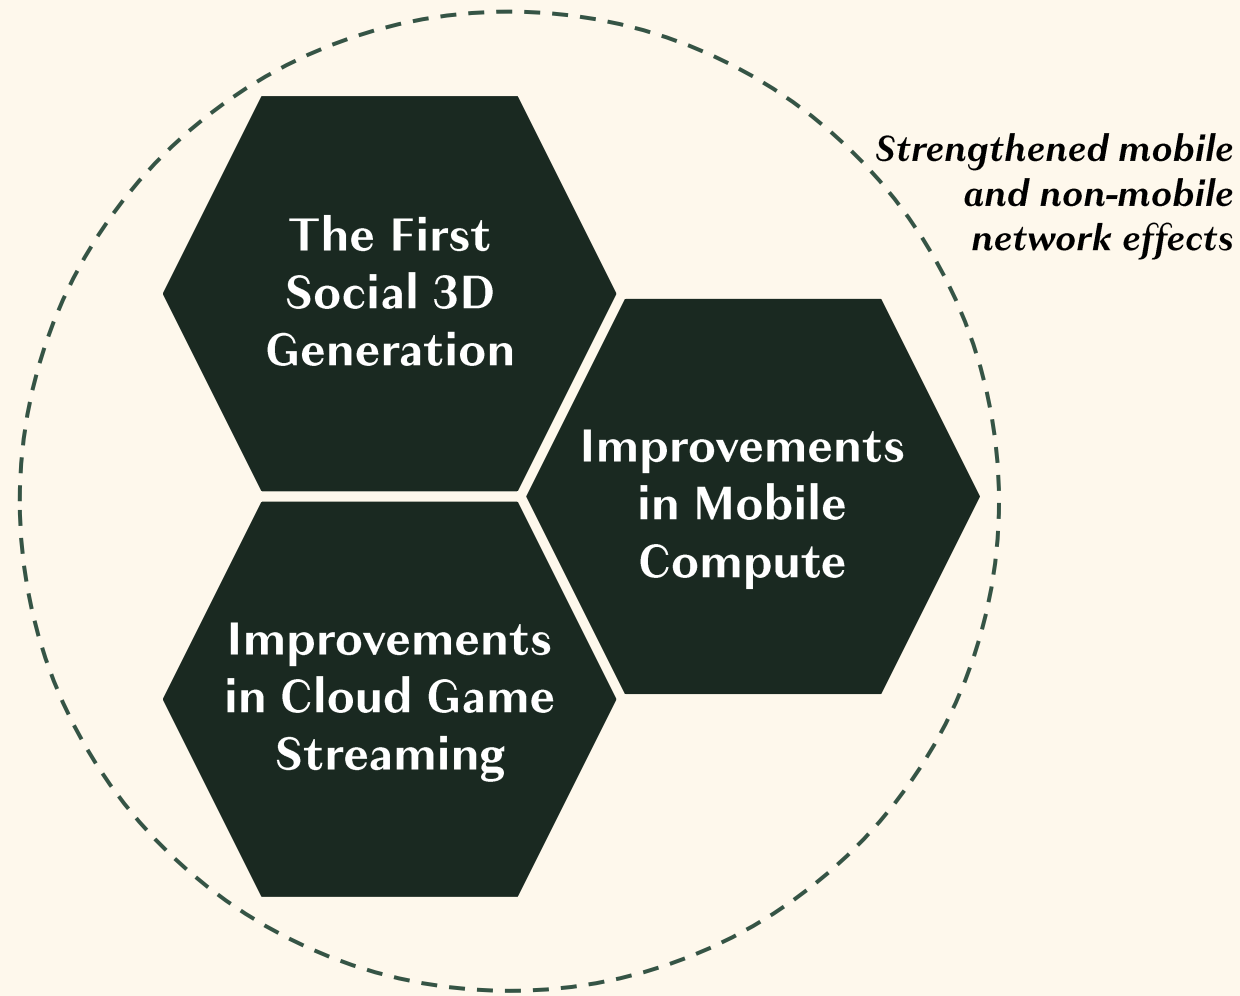 The First
Social 3D
Generation
Strengthened mobile
and non-mobile
network effects
Improvements
in Mobile
Compute
Improvements
in Cloud Game
Streaming